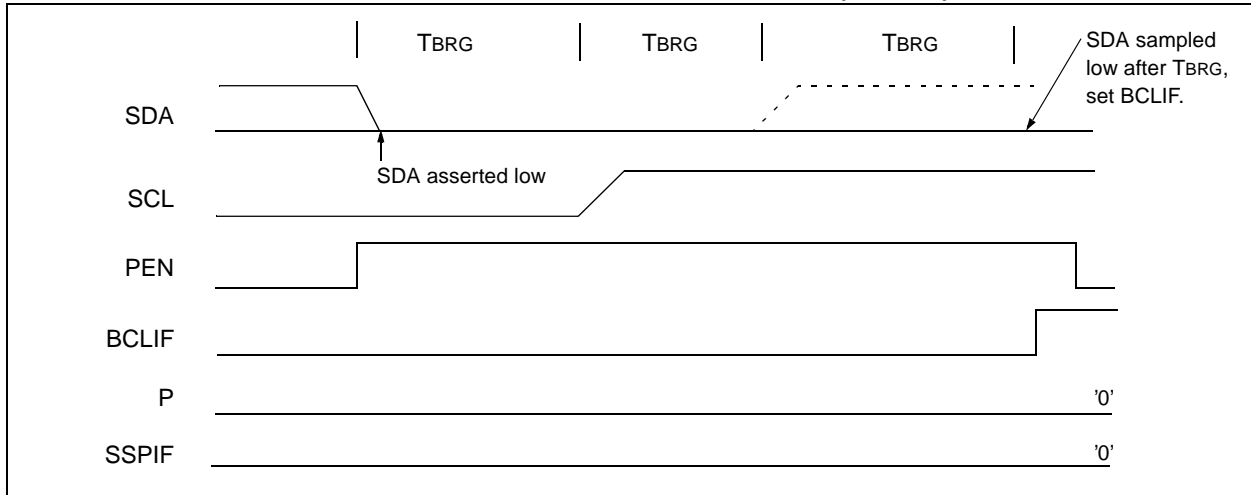 TBRG TBRG TBRG
SDA sampled
low after TBRG,
set BCLIF.
SDA
SDA asserted low
SCL
PEN
BCLIF
P '0'
SSPIF '0'